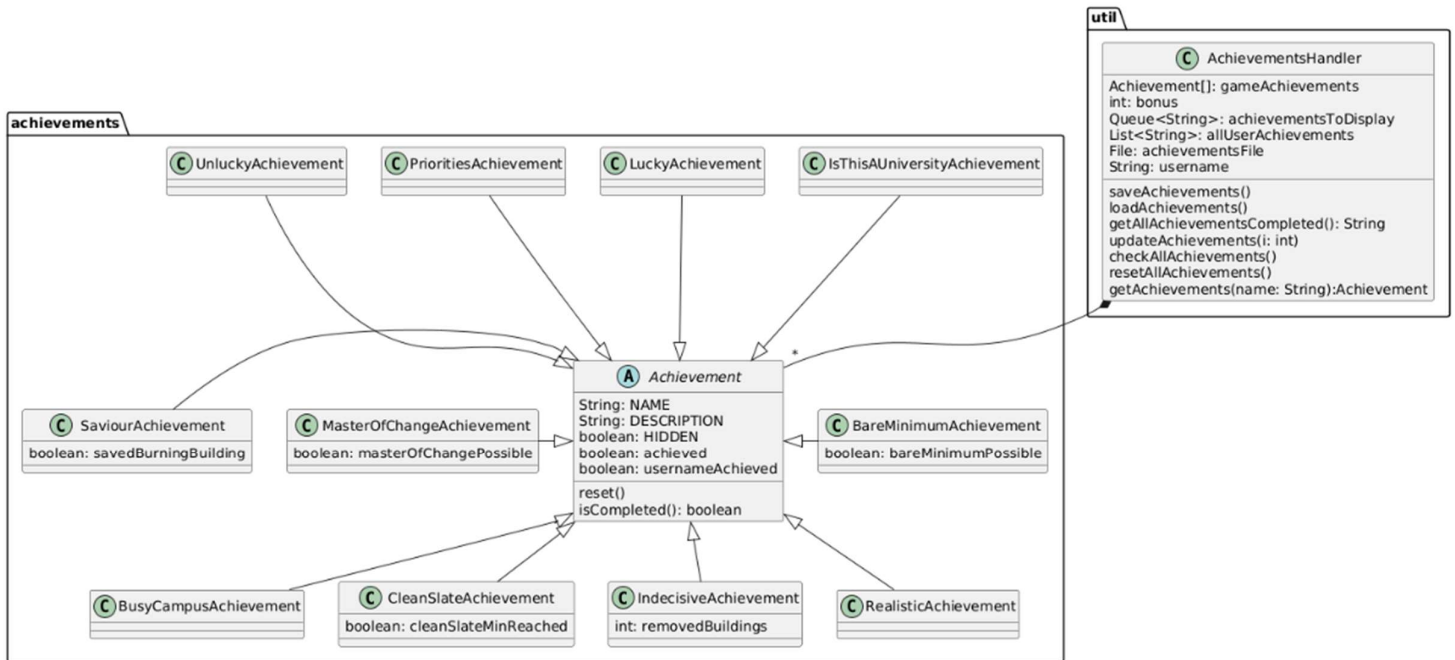 util
C AchievementsHandler
Achievement[]: gameAchievements
int: bonus
Queue<String>: achievementsToDisplay
List<String>: allUserAchievements
File: achievementsFile
String: username
saveAchievements()
loadAchievements()
getAllAchievementsCompleted(): String
updateAchievements(i: int)
checkAllAchievements()
resetAllAchievements()
getAchievements(name: String):Achievement
achievements
C UnluckyAchievement
C PrioritiesAchievement
C LuckyAchievement
C IsThisAUniversityAchievement
*
A Achievement
String: NAME
String: DESCRIPTION
boolean: HIDDEN
boolean: achieved
boolean: usernameAchieved
reset()
isCompleted(): boolean
C SaviourAchievement
boolean: savedBurningBuilding
C MasterOfChangeAchievement
boolean: masterOfChangePossible
C BareMinimumAchievement
boolean: bareMinimumPossible
C BusyCampusAchievement
C CleanSlateAchievement
boolean: cleanSlateMinReached
C IndecisiveAchievement
int: removedBuildings
C RealisticAchievement